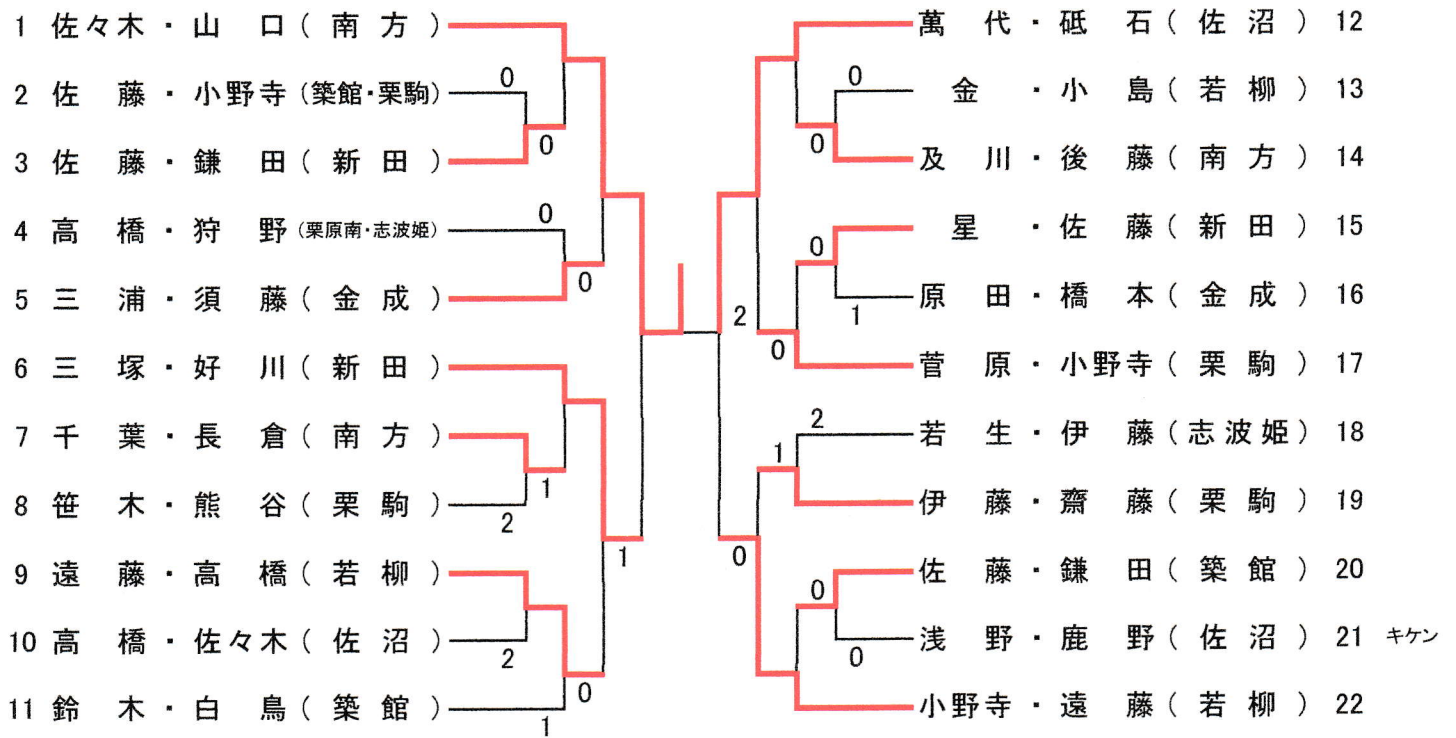 1 佐々木・山 口(南方)
0
2 佐 藤・小野寺(築館・栗駒)
0
3 佐 藤・鎌 田(新田)
0
4 高 橋・狩 野(栗原南・志波姫)
0
5 三 浦・須 藤(金成)
6 三 塚・好 川(新田)
7 千 葉・長 倉(南方)
1
8 笹 木・熊 谷(栗駒)
2
1
9 遠 藤・高 橋(若柳)
10 高 橋・佐々木(佐沼)
2
0
11 鈴 木・白 鳥(築館)
1
萬 代・砥 石(佐沼) 12
0
金 ・小 島(若柳) 13
0
及 川・後 藤(南方) 14
星 ・佐 藤(新田) 15
0
原 田・橋 本(金成) 16
1
2
0
菅 原・小野寺(栗駒) 17
2
若 生・伊 藤(志波姫) 18
1
伊 藤・齋 藤(栗駒) 19
0
佐 藤・鎌 田(築館) 20
0
浅 野・鹿 野(佐沼) 21 キケン
0
小野寺・遠 藤(若柳) 22